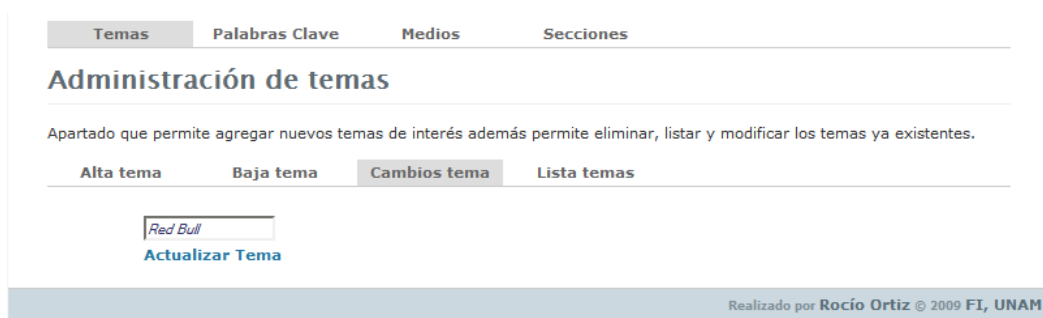 Temas Palabras Clave Medios Secciones
Administración de temas
Apartado que permite agregar nuevos temas de interés además permite eliminar, listar y modificar los temas ya existentes.
Alta tema Baja tema Cambios tema Lista temas
Red Bull
Actualizar Tema
Realizado por Rocío Ortiz © 2009 FI, UNAM